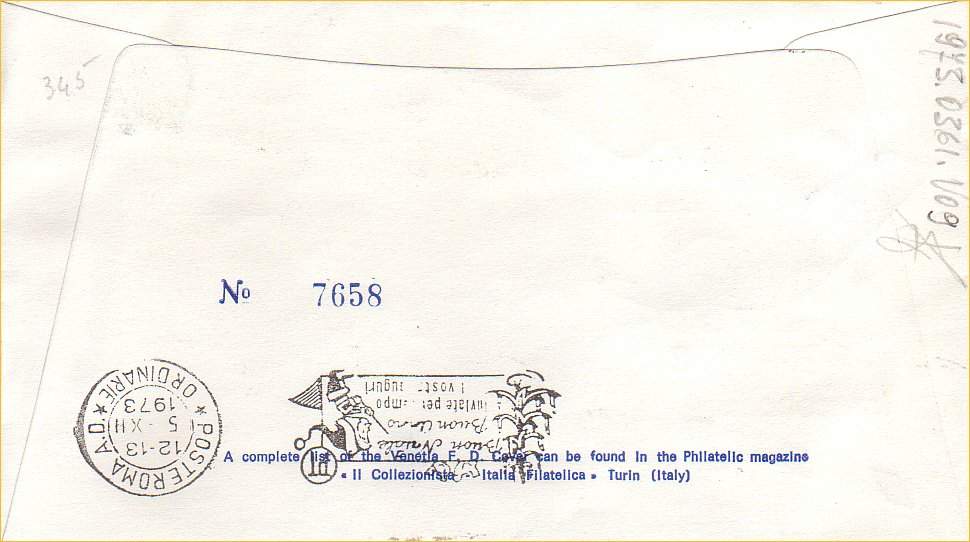 345
1973.0361.
Nº 7658
A complete list of the Venetia F. D. Cover can be found in the Philatelic magazine
« Il Collezionista - Italia Filatelica » Turin (Italy)
* POSTE ROMA A.D. * ORDINARIE
12-13
5 - XII
1973
Buon Natale
Buon Anno
Inviate per tempo
i vostri auguri